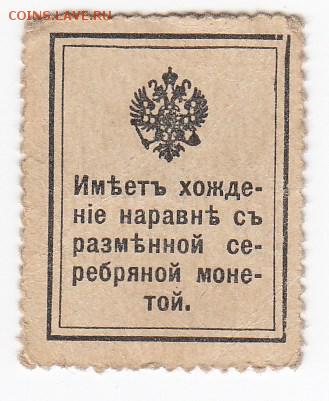 COINS.LAVE.RU
Имѣетъ хожде-
ніе наравнѣ съ
размѣнной се-
ребряной моне-
той.